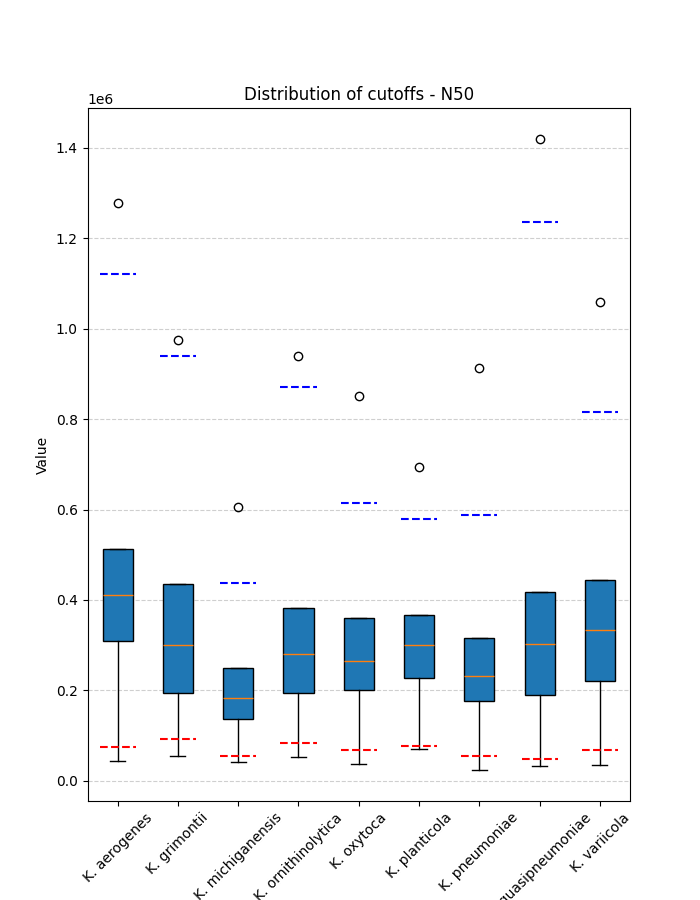 Distribution of cutoffs - N50
1e6
1.4
1.2
1.0
0.8
0.6
0.4
0.2
0.0
Value
K. aerogenes
K. grimontii
K. michiganensis
K. ornithinolytica
K. oxytoca
K. planticola
K. pneumoniae
quasipneumoniae
K. variicola